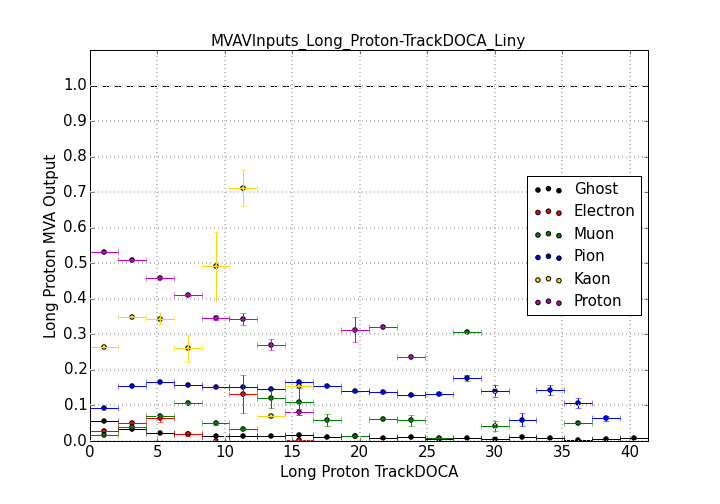 MVAVInputs_Long_Proton-TrackDOCA_Liny
Long Proton MVA Output
1.0
0.9
0.8
0.7
0.6
0.5
0.4
0.3
0.2
0.1
0.0
Ghost
Electron
Muon
Pion
Kaon
Proton
0 5 10 15 20 25 30 35 40
Long Proton TrackDOCA